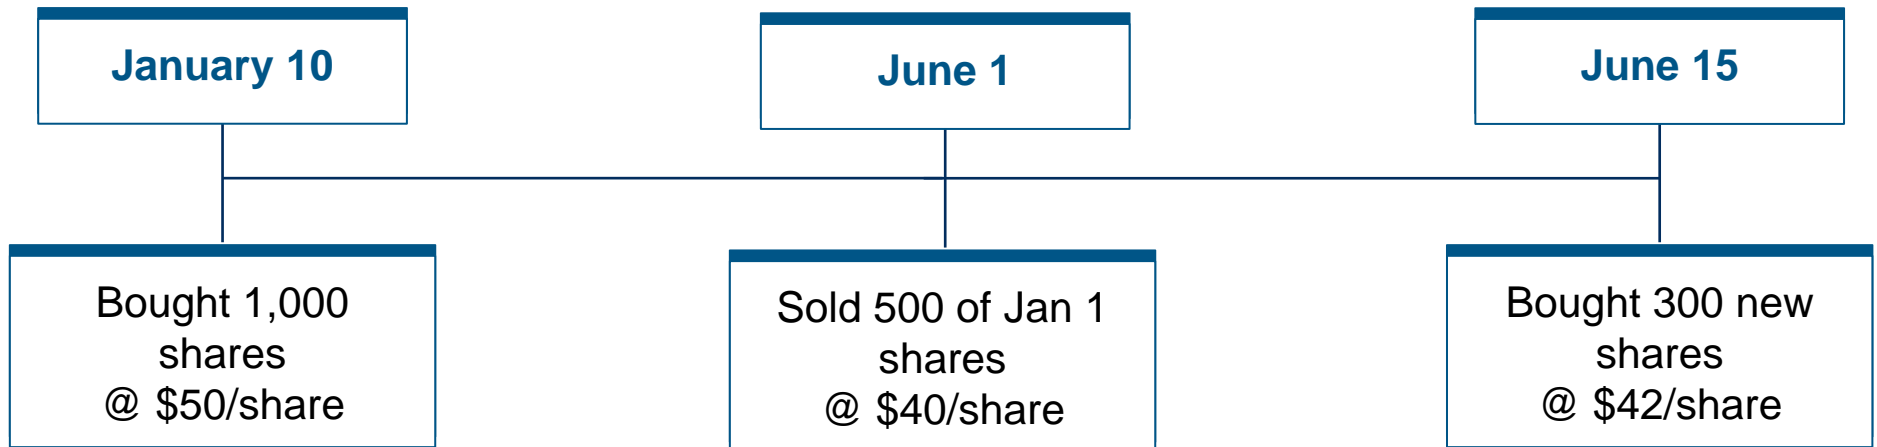 January 10
June 1
June 15
Bought 1,000
shares
@ $50/share
Sold 500 of Jan 1
shares
@ $40/share
Bought 300 new
shares
@ $42/share